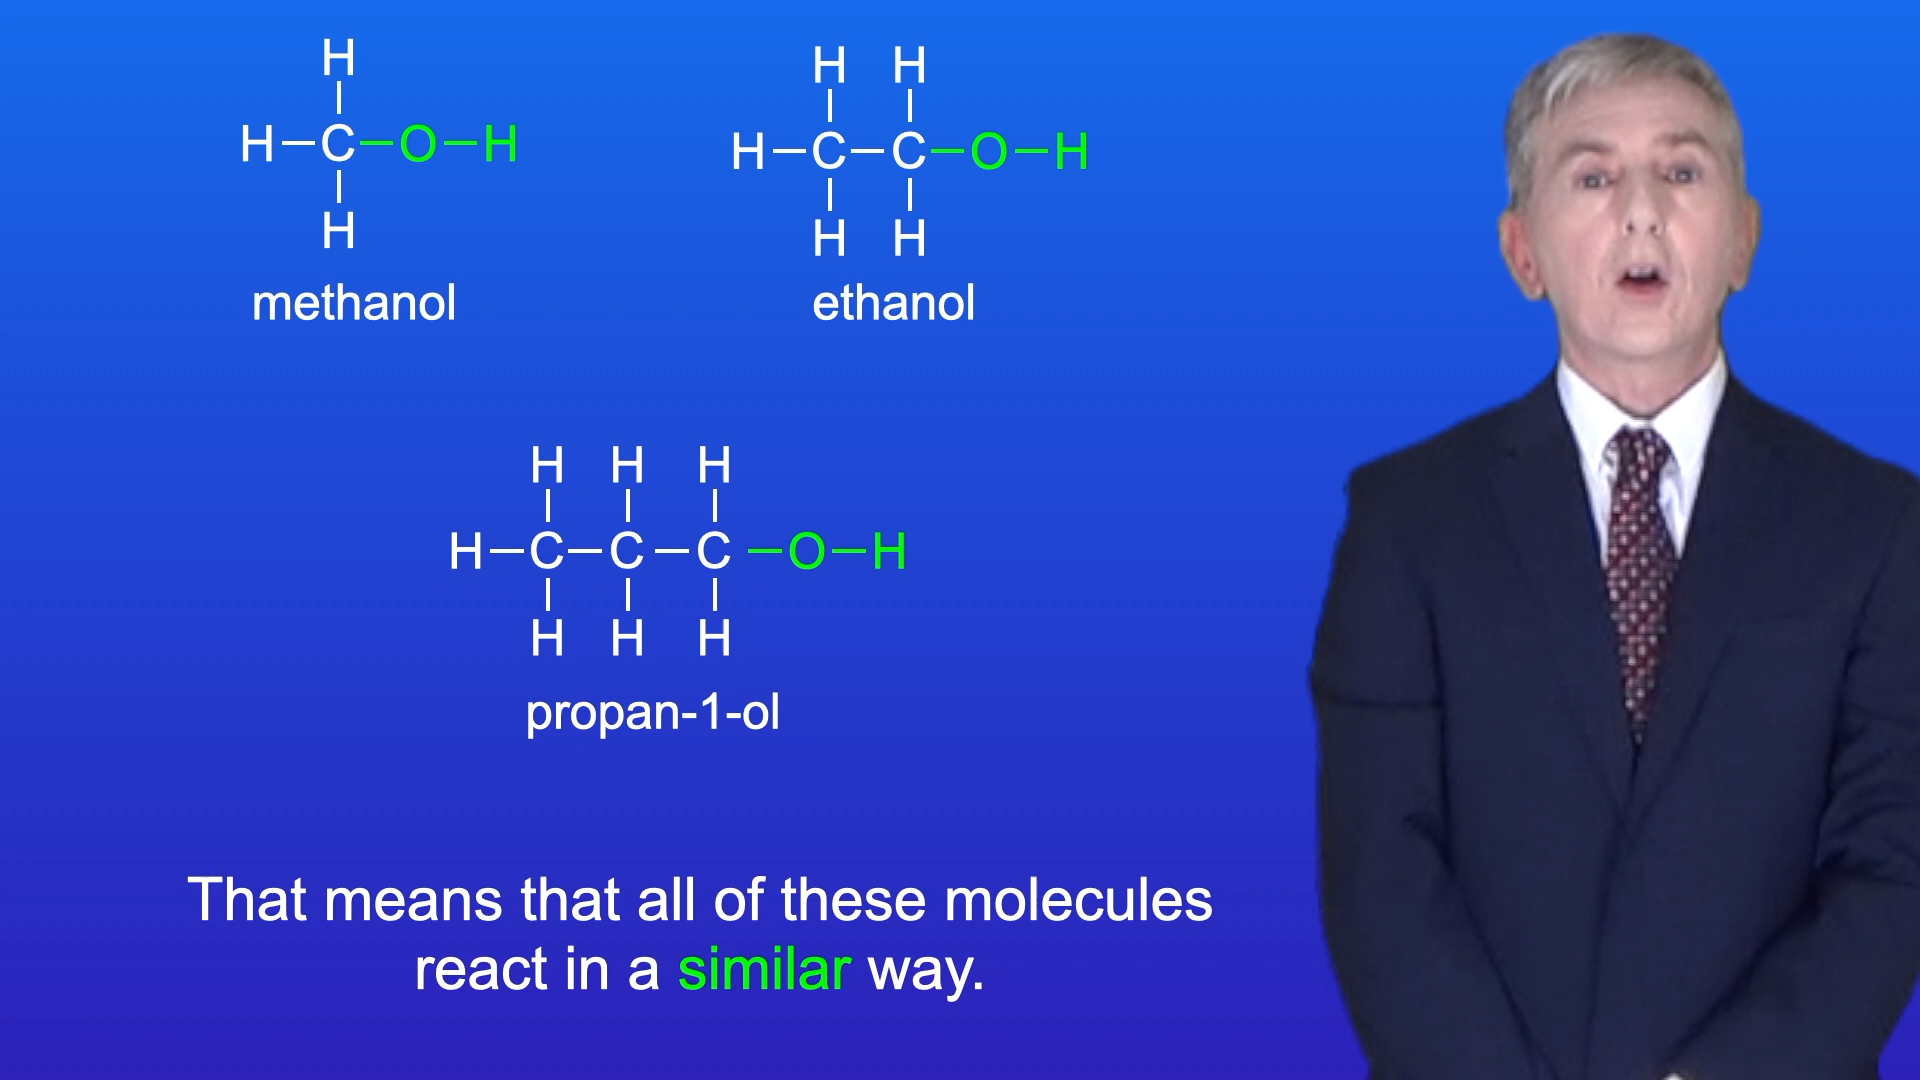 H
H–C–O–H
H
methanol
H H
H–C–C–O–H
H H
ethanol
H H H
H–C–C–C–O–H
H H H
propan-1-ol
That means that all of these molecules
react in a similar way.